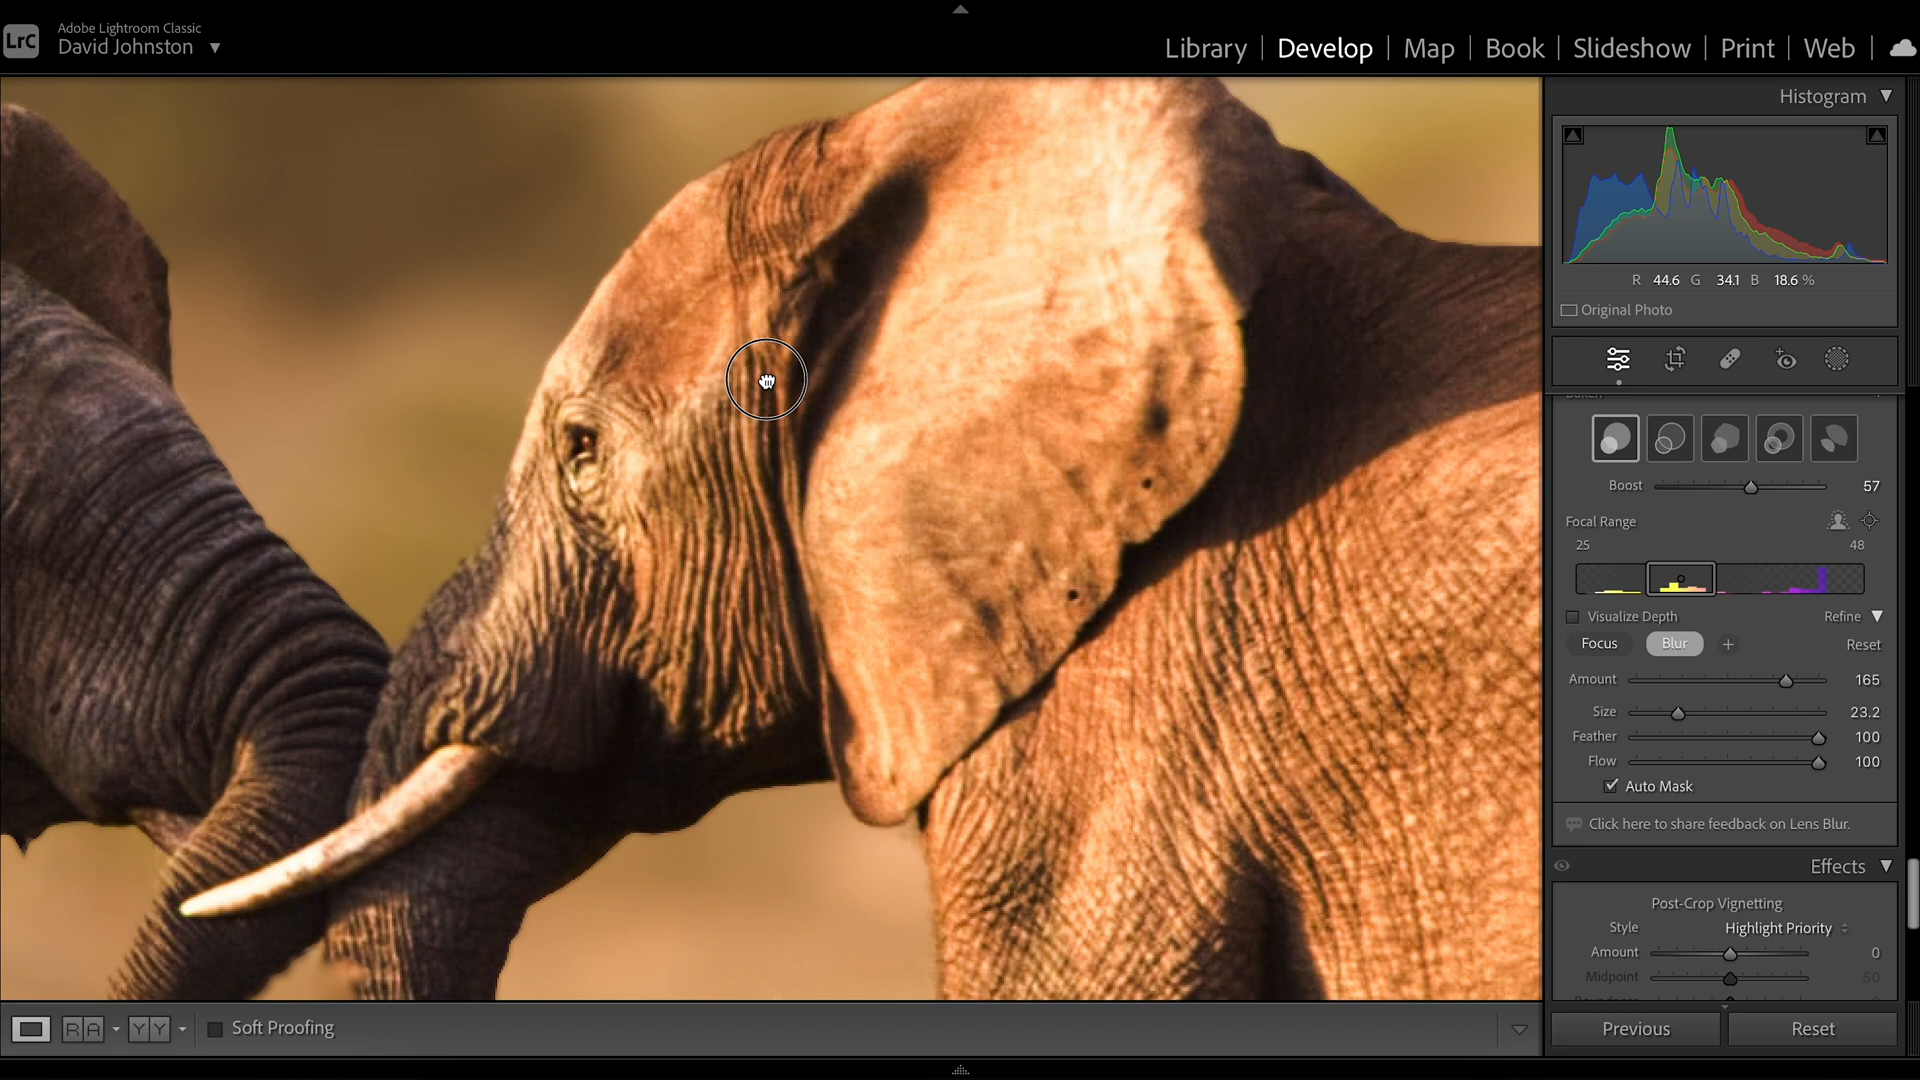 LrC
Adobe Lightroom Classic
David Johnston
Library | Develop | Map | Book | Slideshow | Print | Web |
Histogram
R 44.6 G 34.1 B 18.6 %
Original Photo
Boost 57
Focal Range
25 48
Visualize Depth Refine
Focus Blur + Reset
Amount 165
Size 23.2
Feather 100
Flow 100
Auto Mask
Click here to share feedback on Lens Blur.
Effects
Post-Crop Vignetting
Style Highlight Priority
Amount 0
Midpoint 50
R A Y Y Soft Proofing
Previous Reset